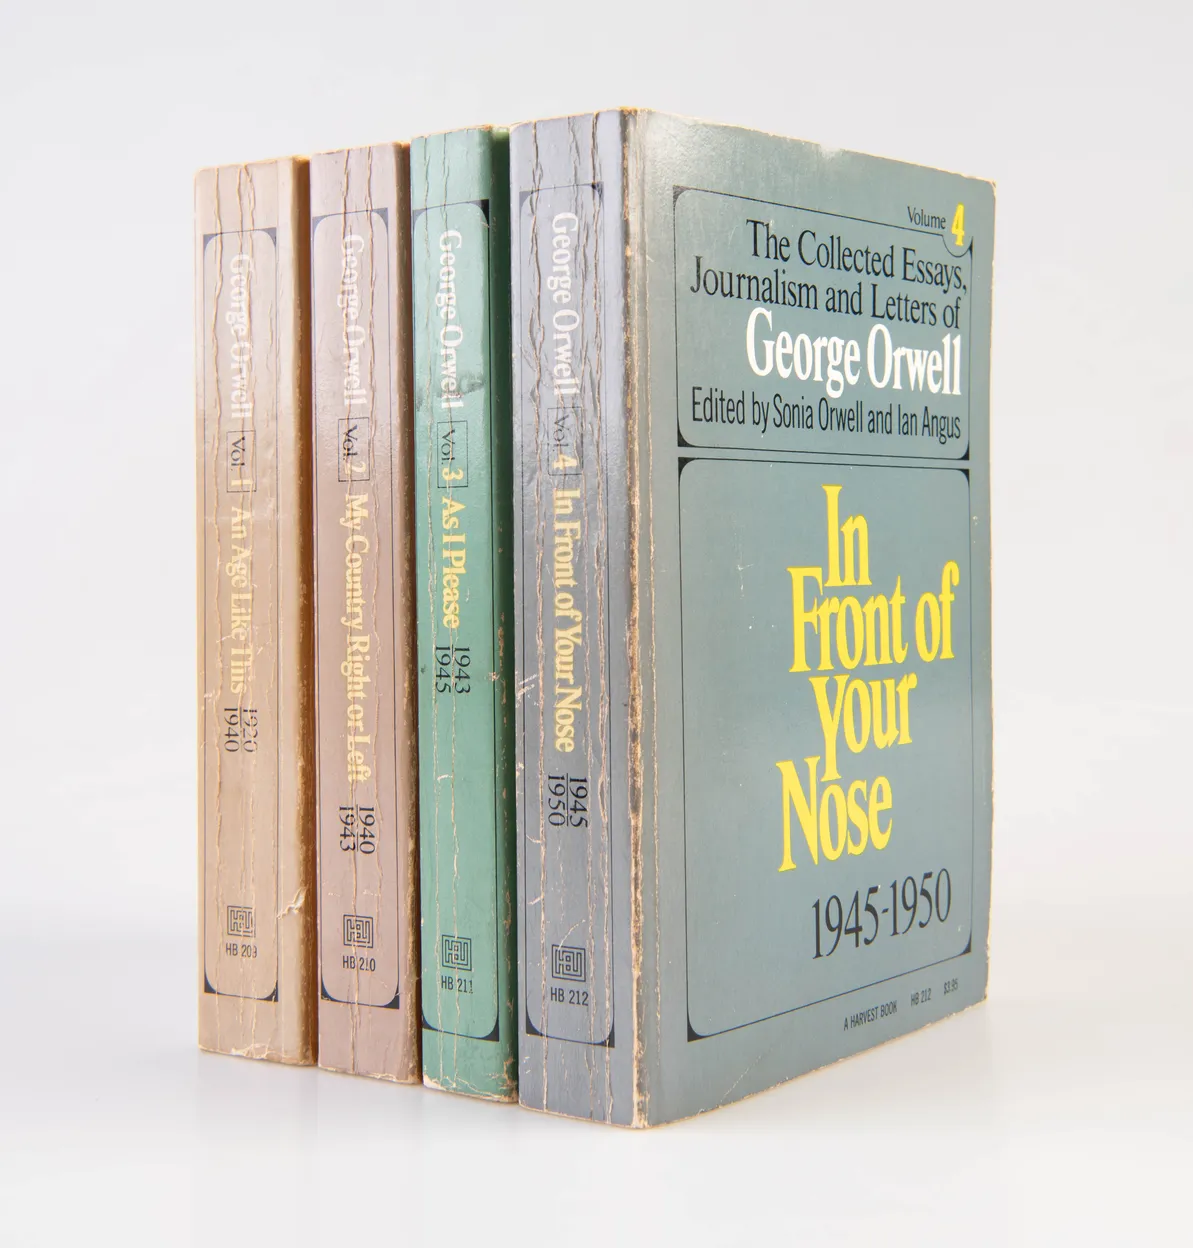 George Orwell Vol. 1 An Age Like This 1920 1940
HB 209
George Orwell Vol. 2 My Country Right or Left 1940 1943
HB 210
George Orwell Vol. 3 As I Please 1943 1945
HB 211
George Orwell Vol. 4 In Front of Your Nose 1945 1950
HB 212
Volume 4
The Collected Essays,
Journalism and Letters of
George Orwell
Edited by Sonia Orwell and Ian Angus
In
Front of
Your
Nose
1945-1950
A HARVEST BOOK HB 212 $3.95